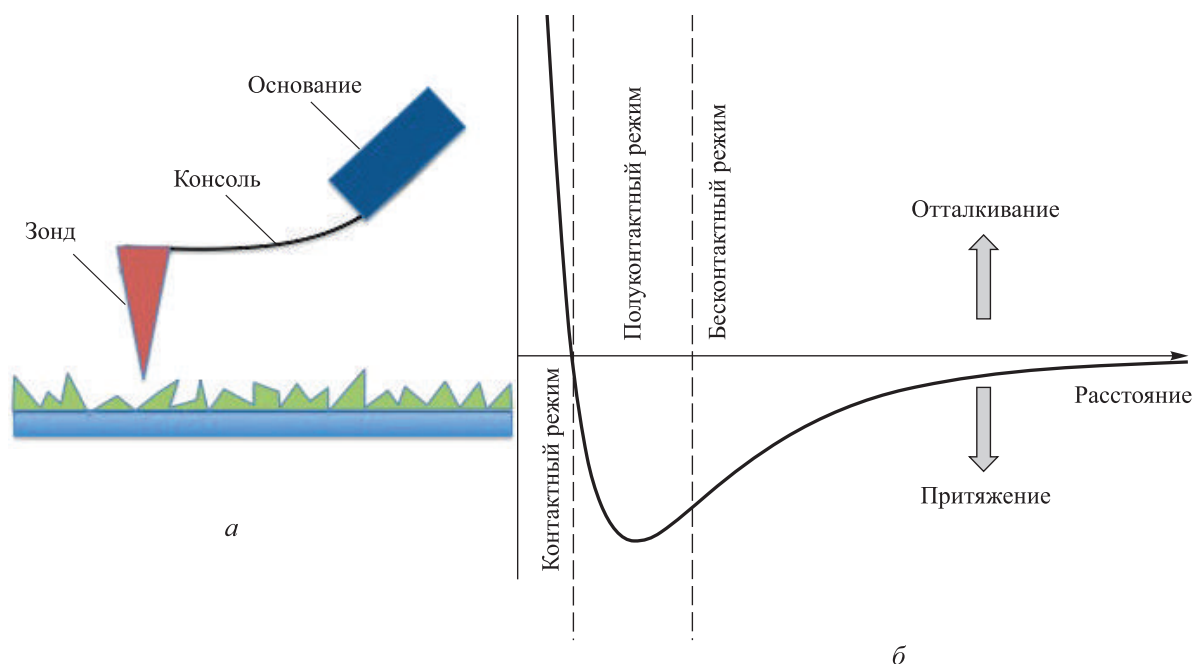 Основание
Консоль
Зонд
а
Контактный режим
Полуконтактный режим
Бесконтактный режим
Отталкивание
Расстояние
Притяжение
б